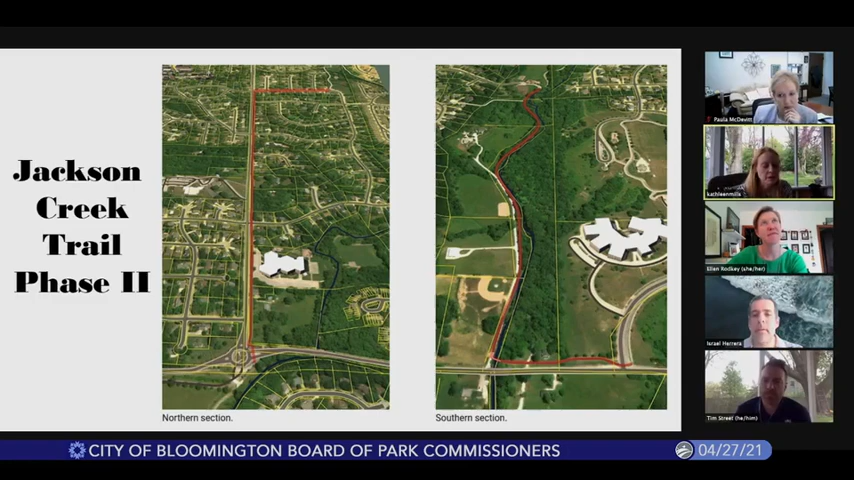 Jackson
Creek
Trail
Phase II
Northern section.
Southern section.
Paula McDevitt
kathleenmills
Ellen Rodkey (she/her)
Israel Herrera
Tim Street (he/him)
CITY OF BLOOMINGTON BOARD OF PARK COMMISSIONERS
04/27/21